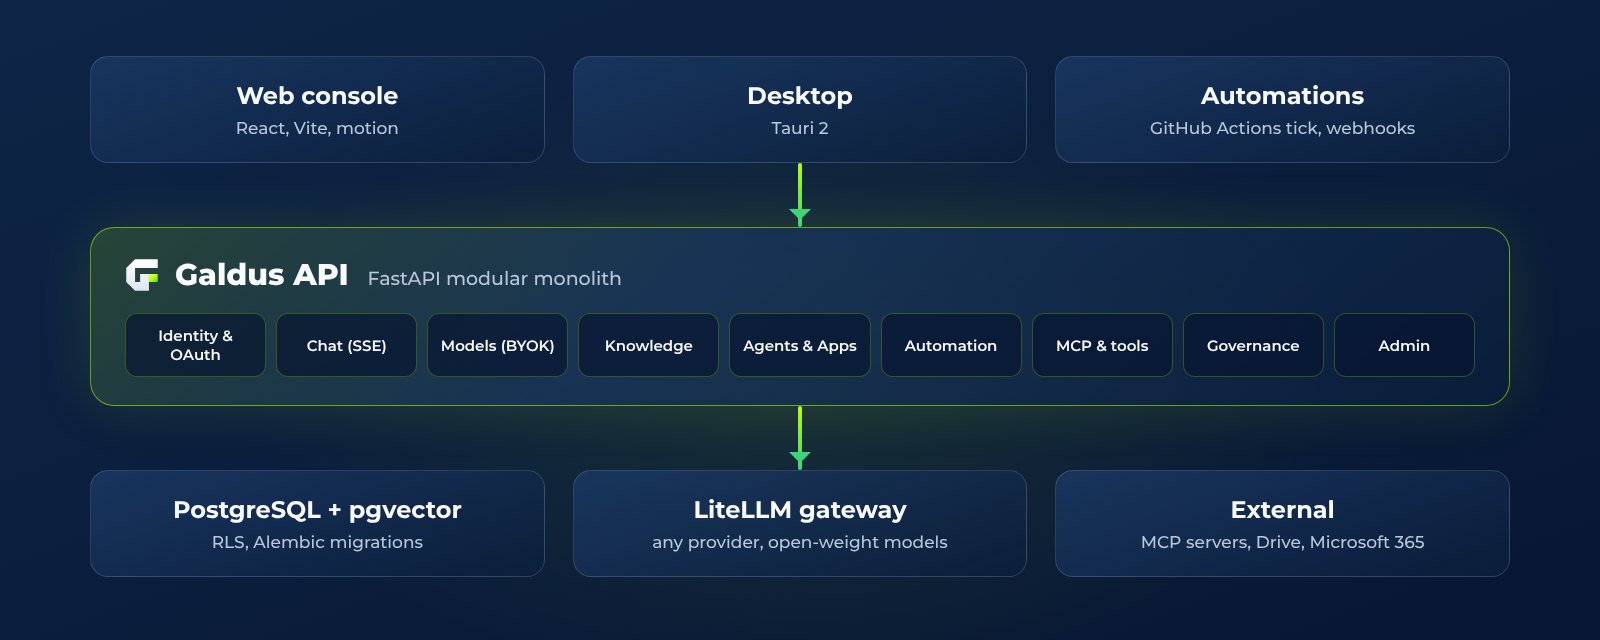 Web console
React, Vite, motion
Desktop
Tauri 2
Automations
GitHub Actions tick, webhooks
Galdus API
FastAPI modular monolith
Identity &
OAuth
Chat (SSE)
Models (BYOK)
Knowledge
Agents & Apps
Automation
MCP & tools
Governance
Admin
PostgreSQL + pgvector
RLS, Alembic migrations
LiteLLM gateway
any provider, open-weight models
External
MCP servers, Drive, Microsoft 365